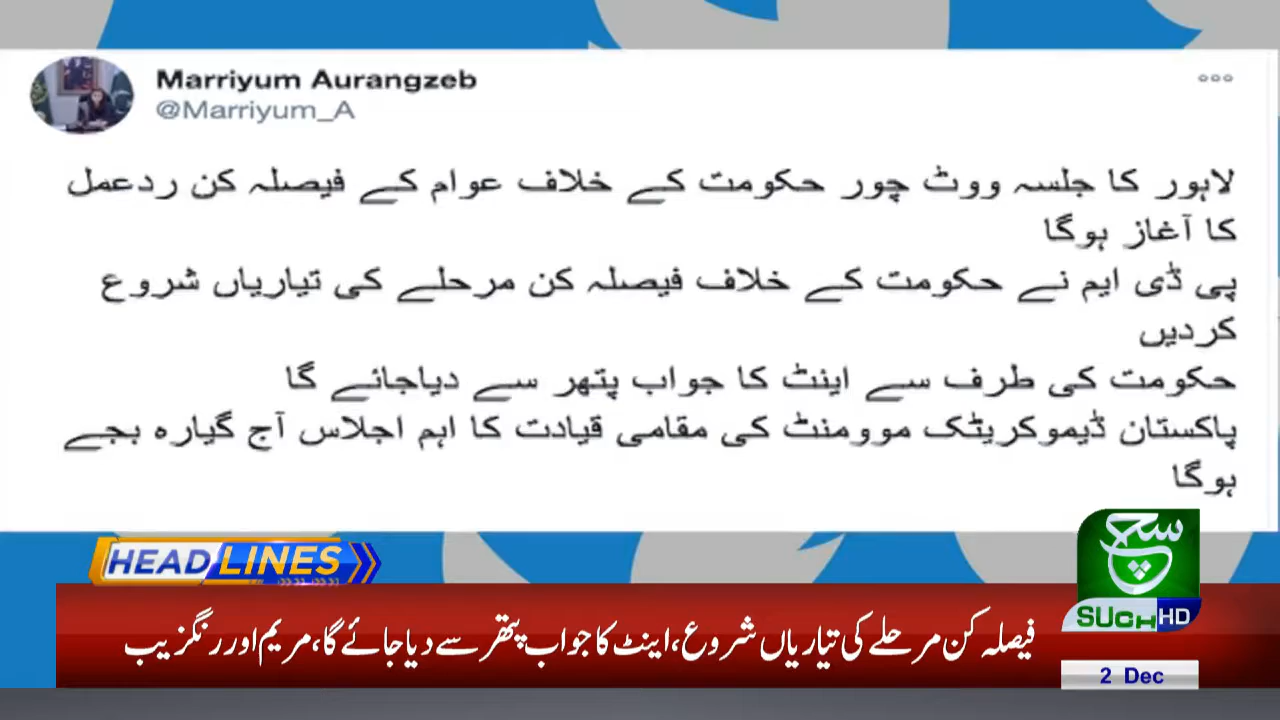 Marriyum Aurangzeb
@Marriyum_A
لاہور کا جلسہ ووٹ چور حکومت کے خلاف عوام کے فیصلہ کن ردعمل
کا آغاز ہوگا
پی ڈی ایم نے حکومت کے خلاف فیصلہ کن مرحلے کی تیاریاں شروع
کردیں
حکومت کی طرف سے اینٹ کا جواب پتھر سے دیاجائے گا
پاکستان ڈیموکریٹک موومنٹ کی مقامی قیادت کا اہم اجلاس آج گیارہ بجے
ہوگا
HEADLINES
سچ
SUCH HD
فیصلہ کن مرحلے کی تیاریاں شروع، اینٹ کا جواب پتھر سے دیا جائے گا، مریم اورنگزیب
2 Dec